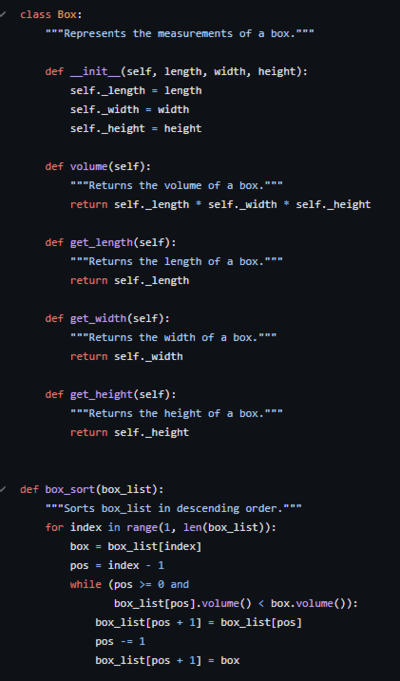 class Box:
    """Represents the measurements of a box."""

    def __init__(self, length, width, height):
        self._length = length
        self._width = width
        self._height = height

    def volume(self):
        """Returns the volume of a box."""
        return self._length * self._width * self._height

    def get_length(self):
        """Returns the length of a box."""
        return self._length

    def get_width(self):
        """Returns the width of a box."""
        return self._width

    def get_height(self):
        """Returns the height of a box."""
        return self._height


def box_sort(box_list):
    """Sorts box_list in descending order."""
    for index in range(1, len(box_list)):
        box = box_list[index]
        pos = index - 1
        while (pos >= 0 and
               box_list[pos].volume() < box.volume()):
            box_list[pos + 1] = box_list[pos]
            pos -= 1
            box_list[pos + 1] = box